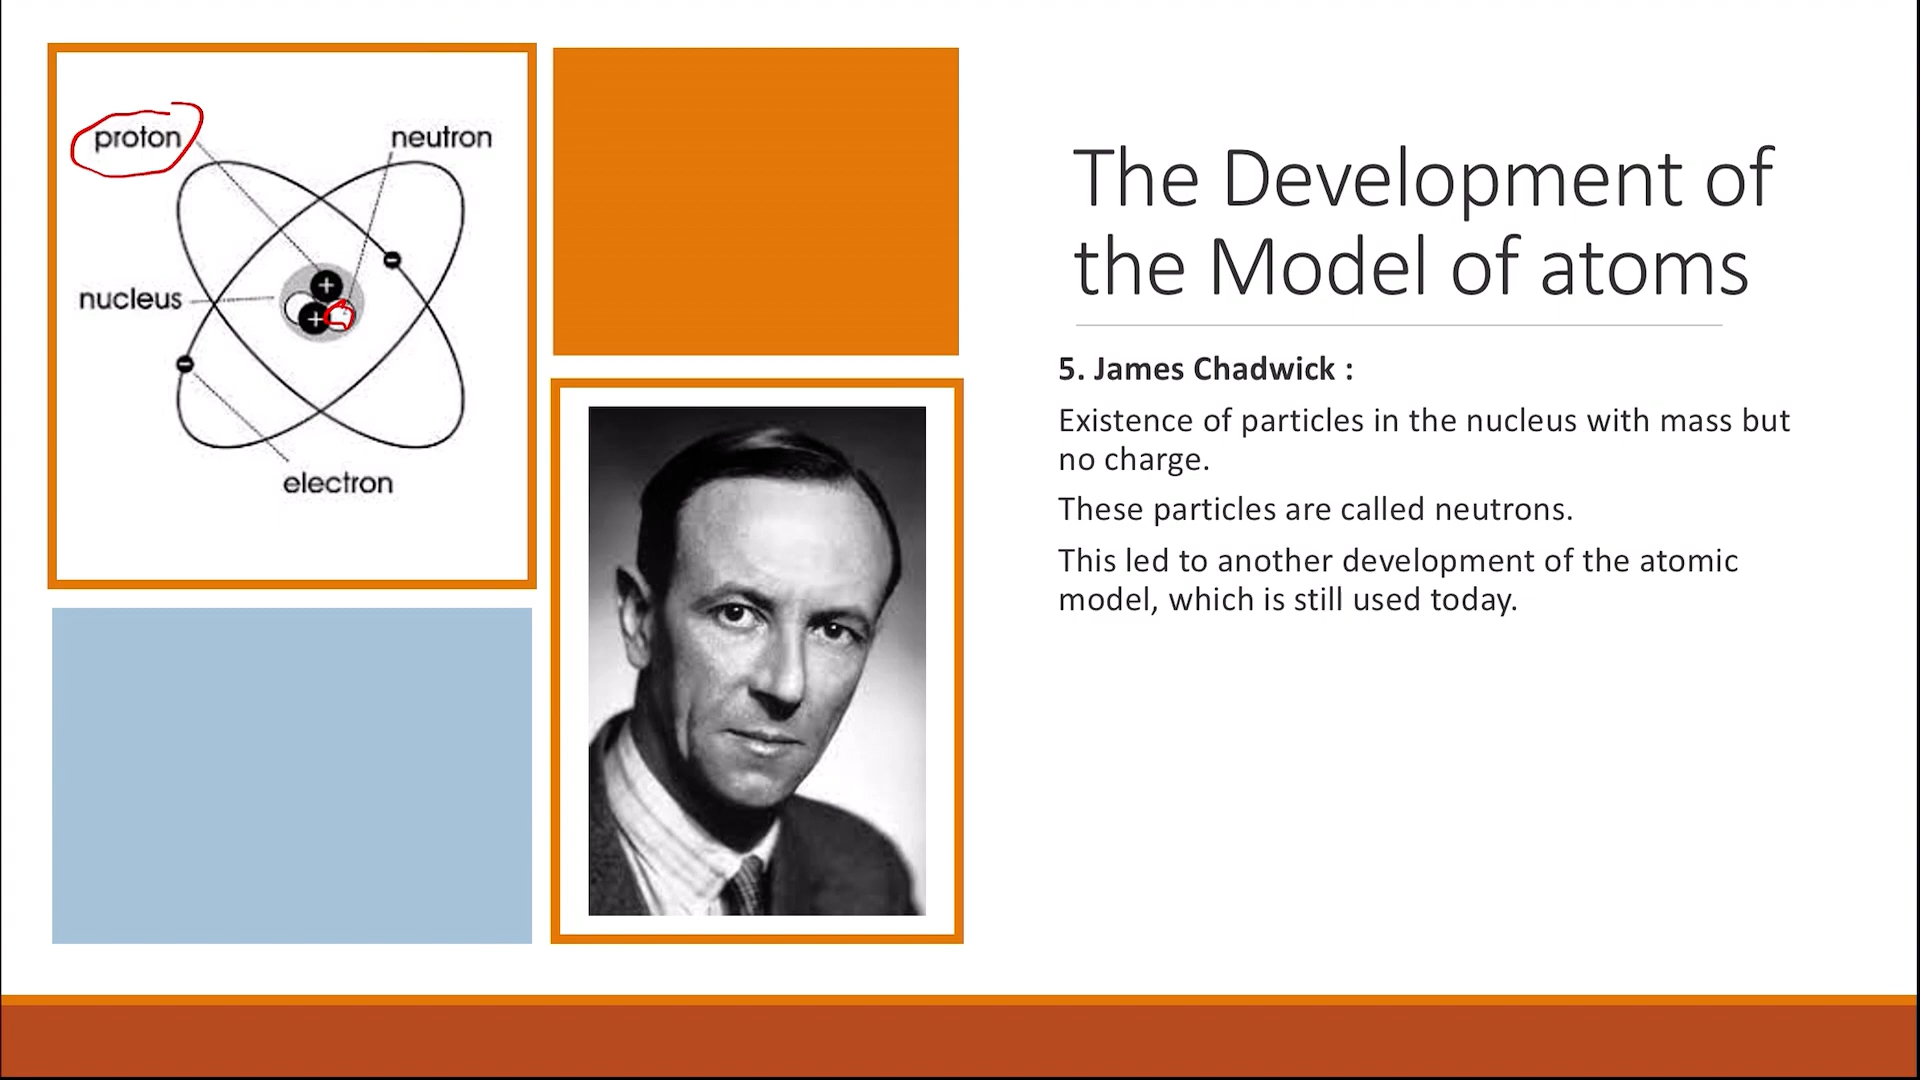 proton
neutron
nucleus
electron
The Development of
the Model of atoms
5. James Chadwick :
Existence of particles in the nucleus with mass but
no charge.
These particles are called neutrons.
This led to another development of the atomic
model, which is still used today.